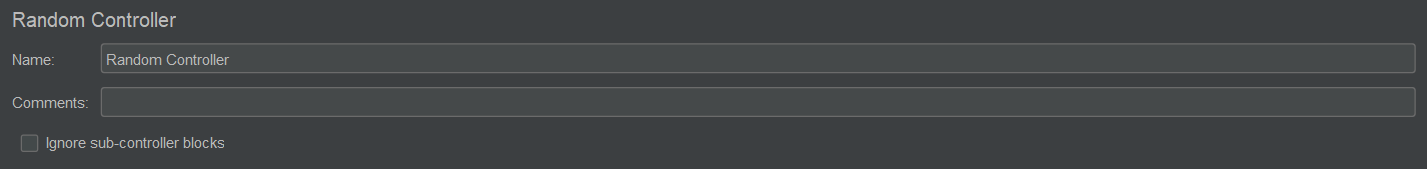 Random Controller
Name: Random Controller
Comments:
Ignore sub-controller blocks